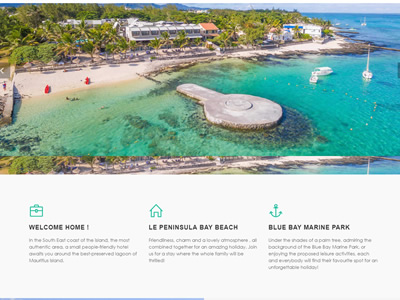 WELCOME HOME !
In the South East coast of the island, the most
authentic area, a small people-friendly hotel
awaits you around the best preserved lagoon of
Mauritius Island.
LE PENINSULA BAY BEACH
Friendliness, charm and a lovely atmosphere , all
combined together for an amazing holiday. Join
us for a stay where the whole family will be
thrilled!
BLUE BAY MARINE PARK
Under the shades of a palm tree, admiring the
background of the Blue Bay Marine Park, or
enjoying the proposed leisure activities, each
and everybody will find their favourite spot for an
unforgettable holiday!